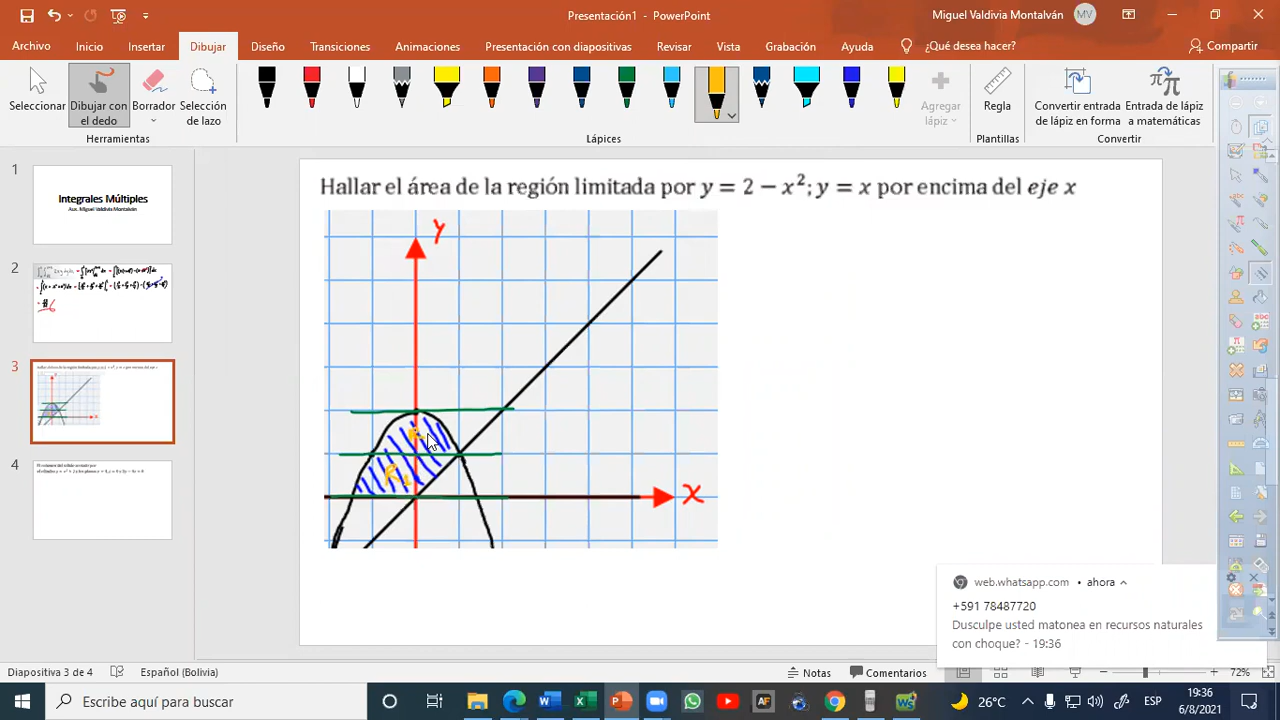 Presentación1 - PowerPoint
Miguel Valdivia Montalván
MV
Archivo
Inicio
Insertar
Dibujar
Diseño
Transiciones
Animaciones
Presentación con diapositivas
Revisar
Vista
Grabación
Ayuda
¿Qué desea hacer?
Compartir
Seleccionar
Dibujar con
el dedo
Borrador
Selección
de lazo
Agregar
lápiz
Regla
Convertir entrada
de lápiz en forma
Entrada de lápiz
a matemáticas
Herramientas
Lápices
Plantillas
Convertir
1
Integrales Múltiples
Aux. Miguel Valdivia Montalván
2
3
4
Hallar el área de la región limitada por y = 2 − x²; y = x por encima del eje x
y
x
web.whatsapp.com • ahora
+591 78487720
Disculpe usted matonea en recursos naturales
con choque? - 19:36
Diapositiva 3 de 4
Español (Bolivia)
Notas
Comentarios
72%
Escribe aquí para buscar
26°C
ESP
19:36
6/8/2021